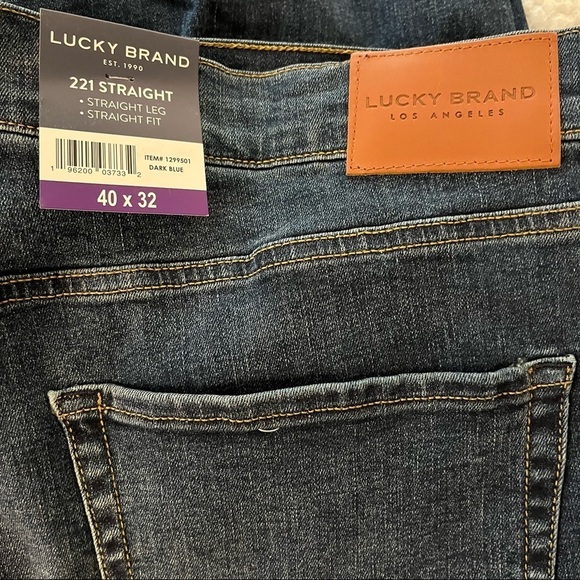 LUCKY BRAND
EST. 1990
221 STRAIGHT
• STRAIGHT LEG
• STRAIGHT FIT
ITEM# 1299501
DARK BLUE
1 96200 03733 2
40 x 32
LUCKY BRAND
LOS ANGELES